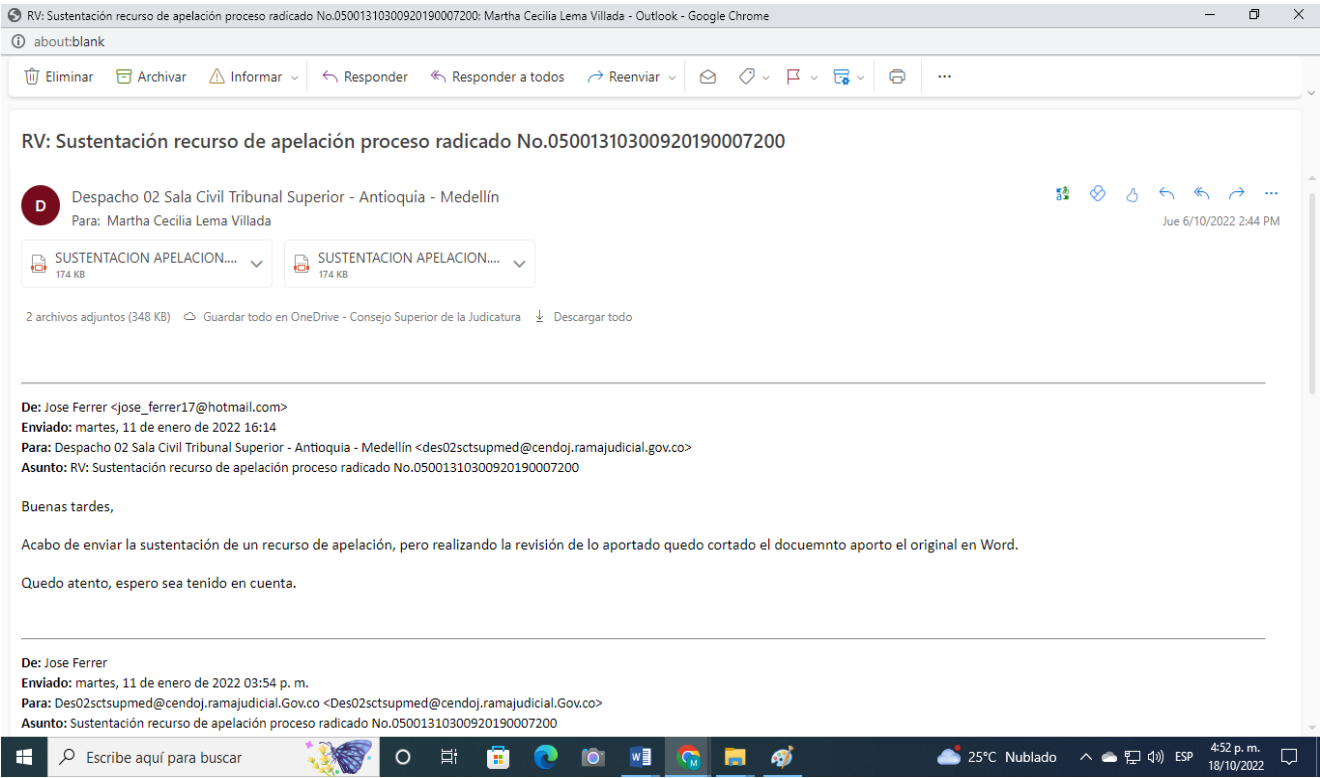 RV: Sustentación recurso de apelación proceso radicado No.05001310300920190007200: Martha Cecilia Lema Villada - Outlook - Google Chrome
about:blank
Eliminar Archivar Informar Responder Responder a todos Reenviar
RV: Sustentación recurso de apelación proceso radicado No.05001310300920190007200
D
Despacho 02 Sala Civil Tribunal Superior - Antioquia - Medellín
Para: Martha Cecilia Lema Villada
Jue 6/10/2022 2:44 PM
SUSTENTACION APELACION.... SUSTENTACION APELACION....
174 KB 174 KB
2 archivos adjuntos (348 KB) Guardar todo en OneDrive - Consejo Superior de la Judicatura Descargar todo
De: Jose Ferrer <jose_ferrer17@hotmail.com>
Enviado: martes, 11 de enero de 2022 16:14
Para: Despacho 02 Sala Civil Tribunal Superior - Antioquia - Medellín <des02sctsupmed@cendoj.ramajudicial.gov.co>
Asunto: RV: Sustentación recurso de apelación proceso radicado No.05001310300920190007200
Buenas tardes,
Acabo de enviar la sustentación de un recurso de apelación, pero realizando la revisión de lo aportado quedo cortado el docuemnto aporto el original en Word.
Quedo atento, espero sea tenido en cuenta.
De: Jose Ferrer
Enviado: martes, 11 de enero de 2022 03:54 p. m.
Para: Des02sctsupmed@cendoj.ramajudicial.Gov.co <Des02sctsupmed@cendoj.ramajudicial.Gov.co>
Asunto: Sustentación recurso de apelación proceso radicado No.05001310300920190007200
Escribe aquí para buscar 25°C Nublado ESP 4:52 p. m.
18/10/2022